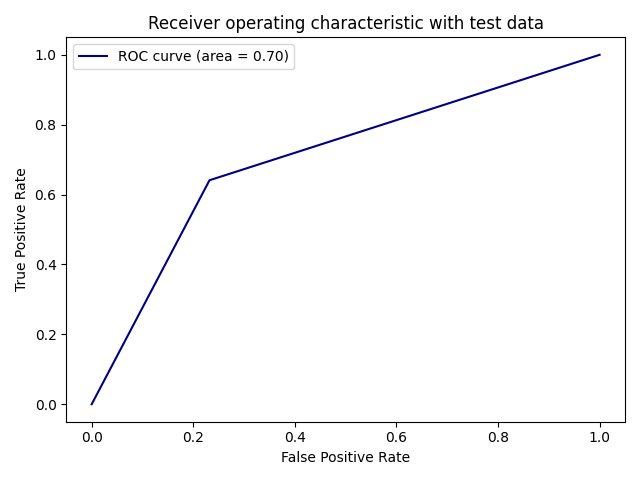 Receiver operating characteristic with test data
ROC curve (area = 0.70)
1.0
0.8
0.6
0.4
0.2
0.0
True Positive Rate
0.0 0.2 0.4 0.6 0.8 1.0
False Positive Rate